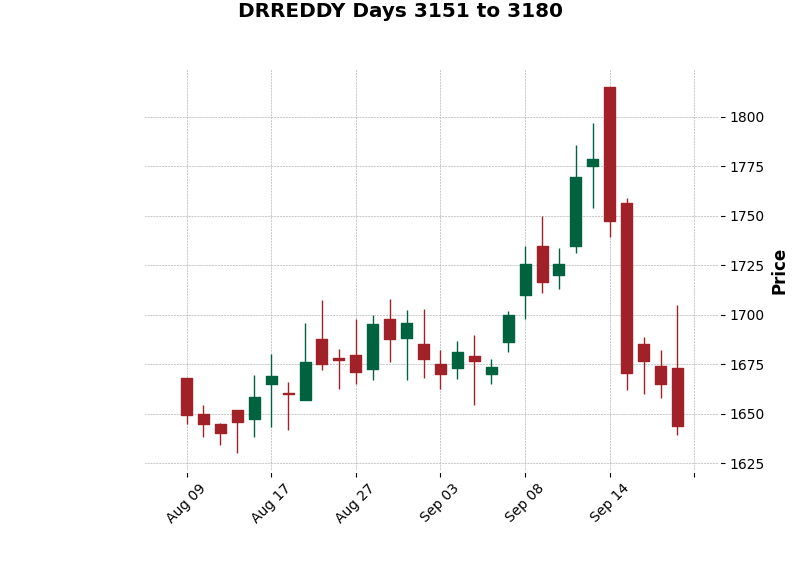 DRREDDY Days 3151 to 3180
1800
1775
1750
1725
1700
1675
1650
1625
Price
Aug 09
Aug 17
Aug 27
Sep 03
Sep 08
Sep 14